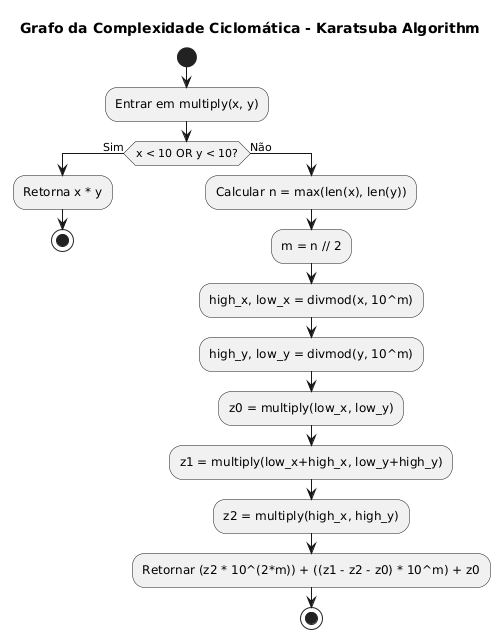 Grafo da Complexidade Ciclomática - Karatsuba Algorithm
Entrar em multiply(x, y)
Sim
x < 10 OR y < 10?
Não
Retorna x * y
Calcular n = max(len(x), len(y))
m = n // 2
high_x, low_x = divmod(x, 10^m)
high_y, low_y = divmod(y, 10^m)
z0 = multiply(low_x, low_y)
z1 = multiply(low_x+high_x, low_y+high_y)
z2 = multiply(high_x, high_y)
Retornar (z2 * 10^(2*m)) + ((z1 - z2 - z0) * 10^m) + z0